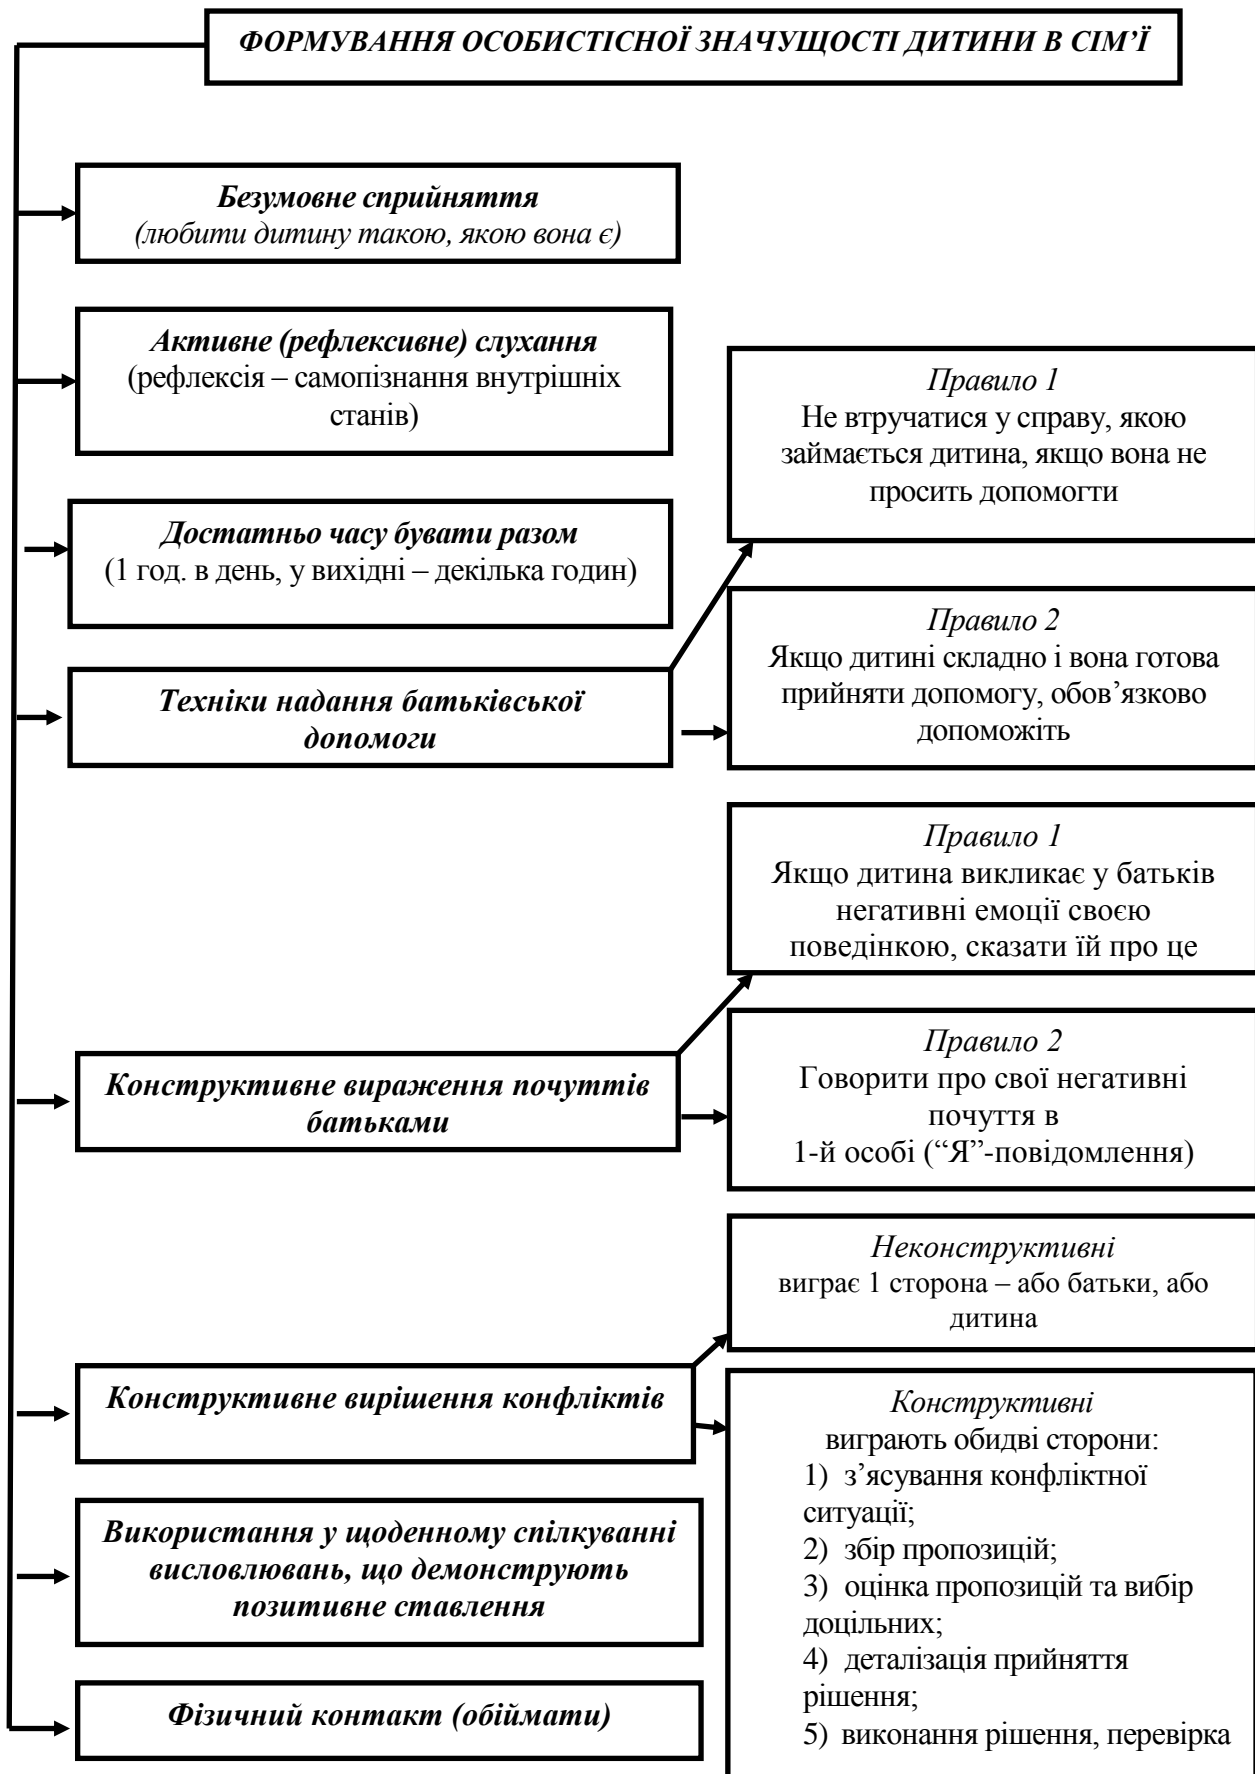 ФОРМУВАННЯ ОСОБИСТІСНОЇ ЗНАЧУЩОСТІ ДИТИНИ В СІМ’Ї
Безумовне сприйняття
(любити дитину такою, якою вона є)
Активне (рефлексивне) слухання
(рефлексія – самопізнання внутрішніх
станів)
Достатньо часу бувати разом
(1 год. в день, у вихідні – декілька годин)
Техніки надання батьківської
допомоги
Правило 1
Не втручатися у справу, якою
займається дитина, якщо вона не
просить допомогти
Правило 2
Якщо дитині складно і вона готова
прийняти допомогу, обов’язково
допоможіть
Конструктивне вираження почуттів
батьками
Правило 1
Якщо дитина викликає у батьків
негативні емоції своєю
поведінкою, сказати їй про це
Правило 2
Говорити про свої негативні
почуття в
1-й особі (“Я”-повідомлення)
Конструктивне вирішення конфліктів
Неконструктивні
виграє 1 сторона – або батьки, або
дитина
Конструктивні
виграють обидві сторони:
1) з’ясування конфліктної
ситуації;
2) збір пропозицій;
3) оцінка пропозицій та вибір
доцільних;
4) деталізація прийняття
рішення;
5) виконання рішення, перевірка
Використання у щоденному спілкуванні
висловлювань, що демонструють
позитивне ставлення
Фізичний контакт (обіймати)